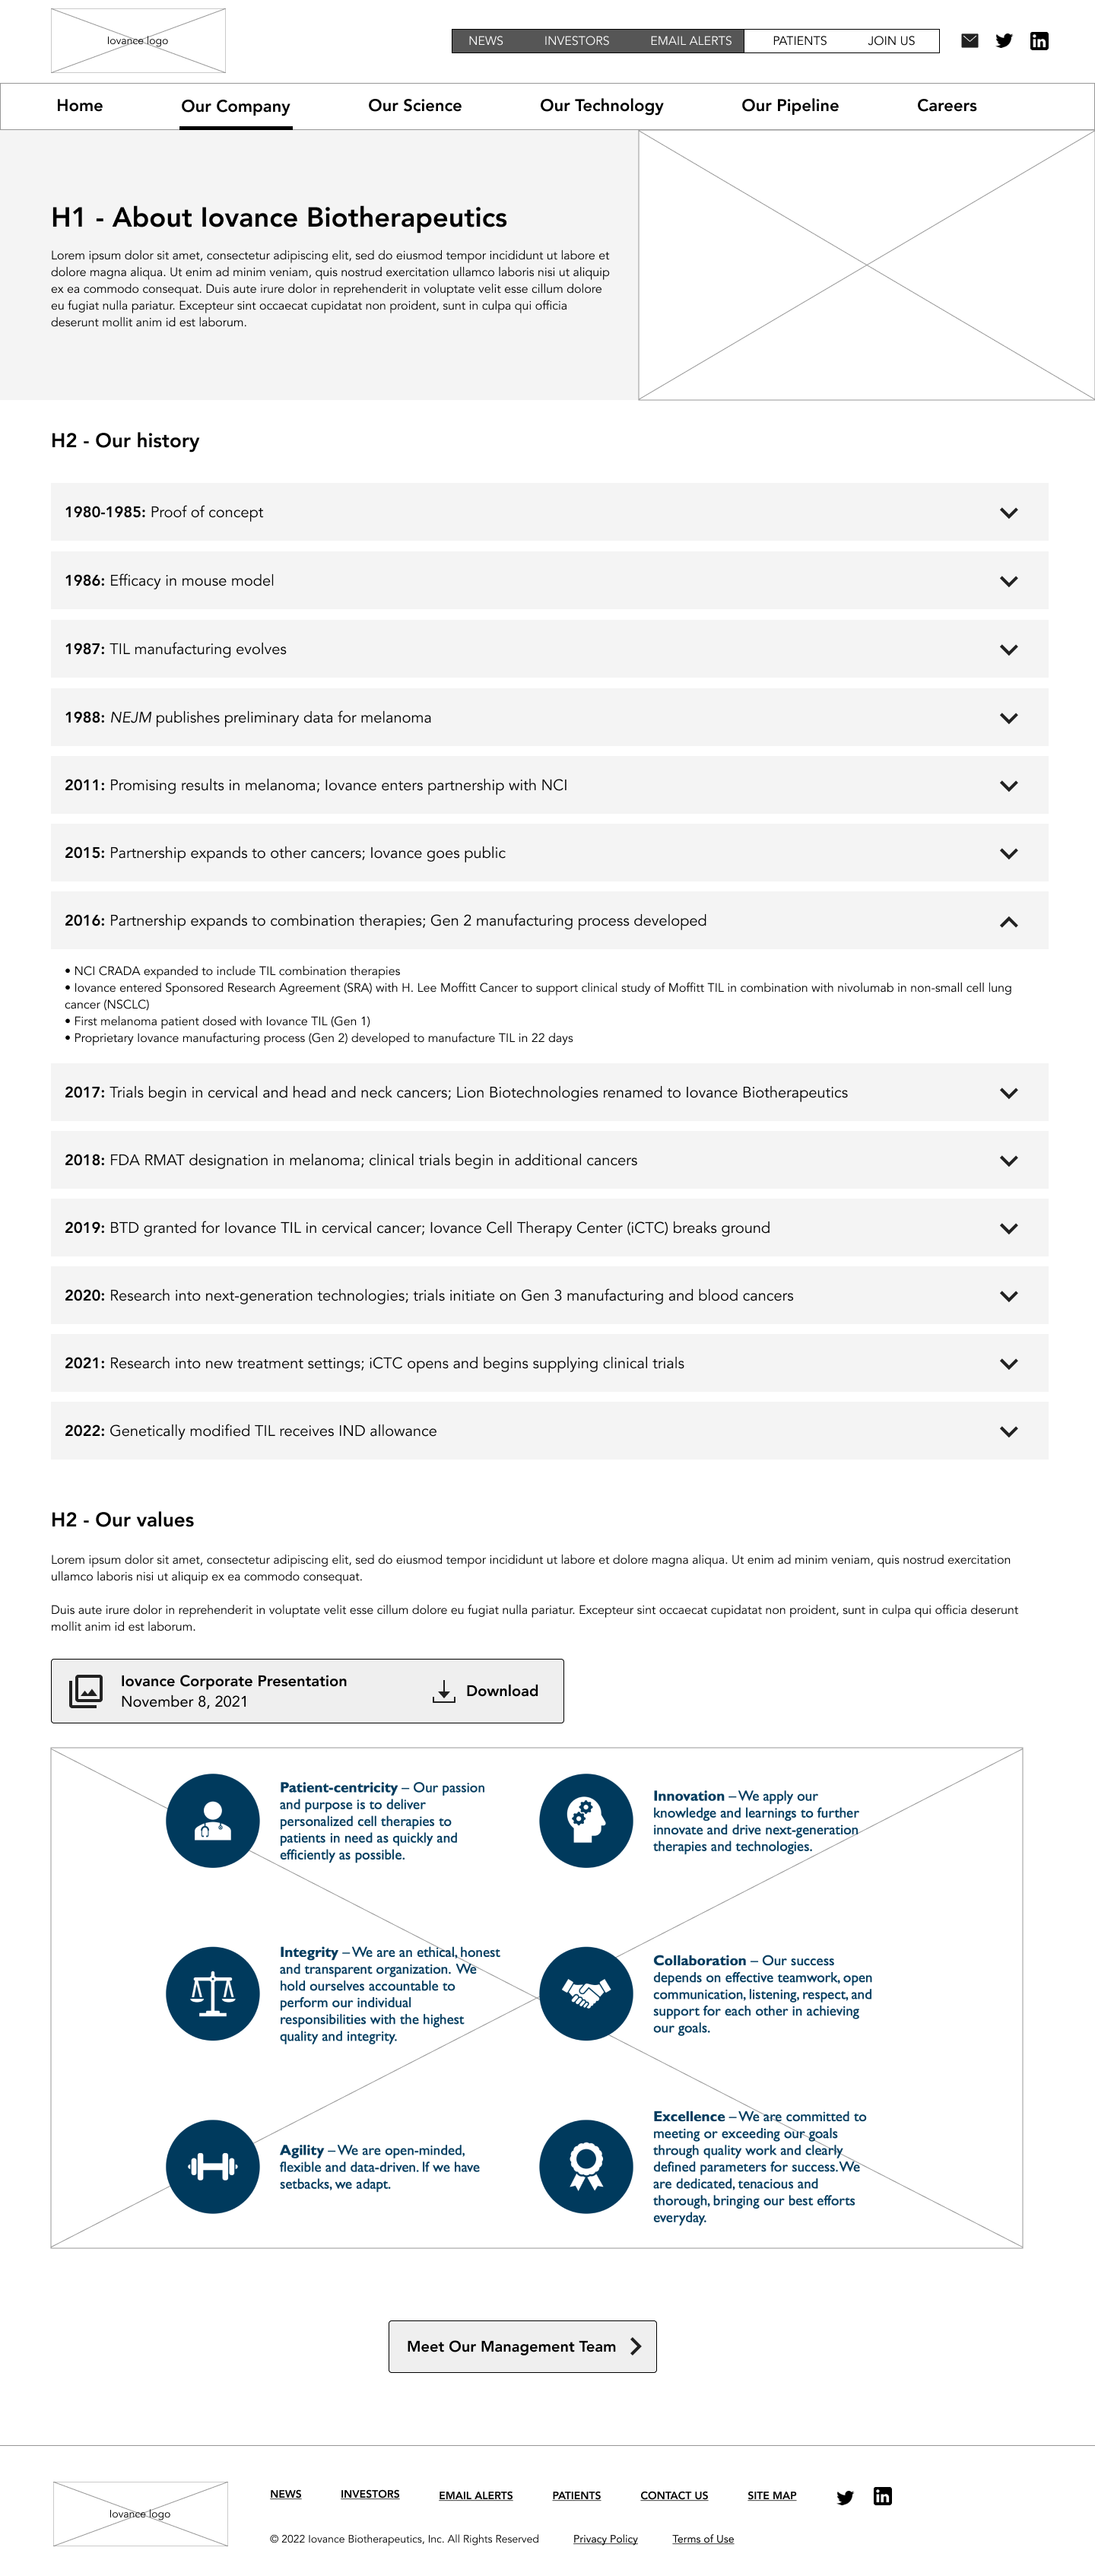 Iovance logo
NEWS INVESTORS EMAIL ALERTS PATIENTS JOIN US
in
Home Our Company Our Science Our Technology Our Pipeline Careers
H1 - About Iovance Biotherapeutics
Lorem ipsum dolor sit amet, consectetur adipiscing elit, sed do eiusmod tempor incididunt ut labore et
dolore magna aliqua. Ut enim ad minim veniam, quis nostrud exercitation ullamco laboris nisi ut aliquip
ex ea commodo consequat. Duis aute irure dolor in reprehenderit in voluptate velit esse cillum dolore
eu fugiat nulla pariatur. Excepteur sint occaecat cupidatat non proident, sunt in culpa qui officia
deserunt mollit anim id est laborum.
H2 - Our history
1980-1985: Proof of concept
1986: Efficacy in mouse model
1987: TIL manufacturing evolves
1988: NEJM publishes preliminary data for melanoma
2011: Promising results in melanoma; Iovance enters partnership with NCI
2015: Partnership expands to other cancers; Iovance goes public
2016: Partnership expands to combination therapies; Gen 2 manufacturing process developed
• NCI CRADA expanded to include TIL combination therapies
• Iovance entered Sponsored Research Agreement (SRA) with H. Lee Moffitt Cancer to support clinical study of Moffitt TIL in combination with nivolumab in non-small cell lung
cancer (NSCLC)
• First melanoma patient dosed with Iovance TIL (Gen 1)
• Proprietary Iovance manufacturing process (Gen 2) developed to manufacture TIL in 22 days
2017: Trials begin in cervical and head and neck cancers; Lion Biotechnologies renamed to Iovance Biotherapeutics
2018: FDA RMAT designation in melanoma; clinical trials begin in additional cancers
2019: BTD granted for Iovance TIL in cervical cancer; Iovance Cell Therapy Center (iCTC) breaks ground
2020: Research into next-generation technologies; trials initiate on Gen 3 manufacturing and blood cancers
2021: Research into new treatment settings; iCTC opens and begins supplying clinical trials
2022: Genetically modified TIL receives IND allowance
H2 - Our values
Lorem ipsum dolor sit amet, consectetur adipiscing elit, sed do eiusmod tempor incididunt ut labore et dolore magna aliqua. Ut enim ad minim veniam, quis nostrud exercitation
ullamco laboris nisi ut aliquip ex ea commodo consequat.
Duis aute irure dolor in reprehenderit in voluptate velit esse cillum dolore eu fugiat nulla pariatur. Excepteur sint occaecat cupidatat non proident, sunt in culpa qui officia deserunt
mollit anim id est laborum.
Iovance Corporate Presentation
November 8, 2021
Download
Patient-centricity – Our passion
and purpose is to deliver
personalized cell therapies to
patients in need as quickly and
efficiently as possible.
Innovation – We apply our
knowledge and learnings to further
innovate and drive next-generation
therapies and technologies.
Integrity – We are an ethical, honest
and transparent organization. We
hold ourselves accountable to
perform our individual
responsibilities with the highest
quality and integrity.
Collaboration – Our success
depends on effective teamwork, open
communication, listening, respect, and
support for each other in achieving
our goals.
Agility – We are open-minded,
flexible and data-driven. If we have
setbacks, we adapt.
Excellence – We are committed to
meeting or exceeding our goals
through quality work and clearly
defined parameters for success. We
are dedicated, tenacious and
thorough, bringing our best efforts
everyday.
Meet Our Management Team
Iovance logo
NEWS INVESTORS EMAIL ALERTS PATIENTS CONTACT US SITE MAP
in
© 2022 Iovance Biotherapeutics, Inc. All Rights Reserved Privacy Policy Terms of Use